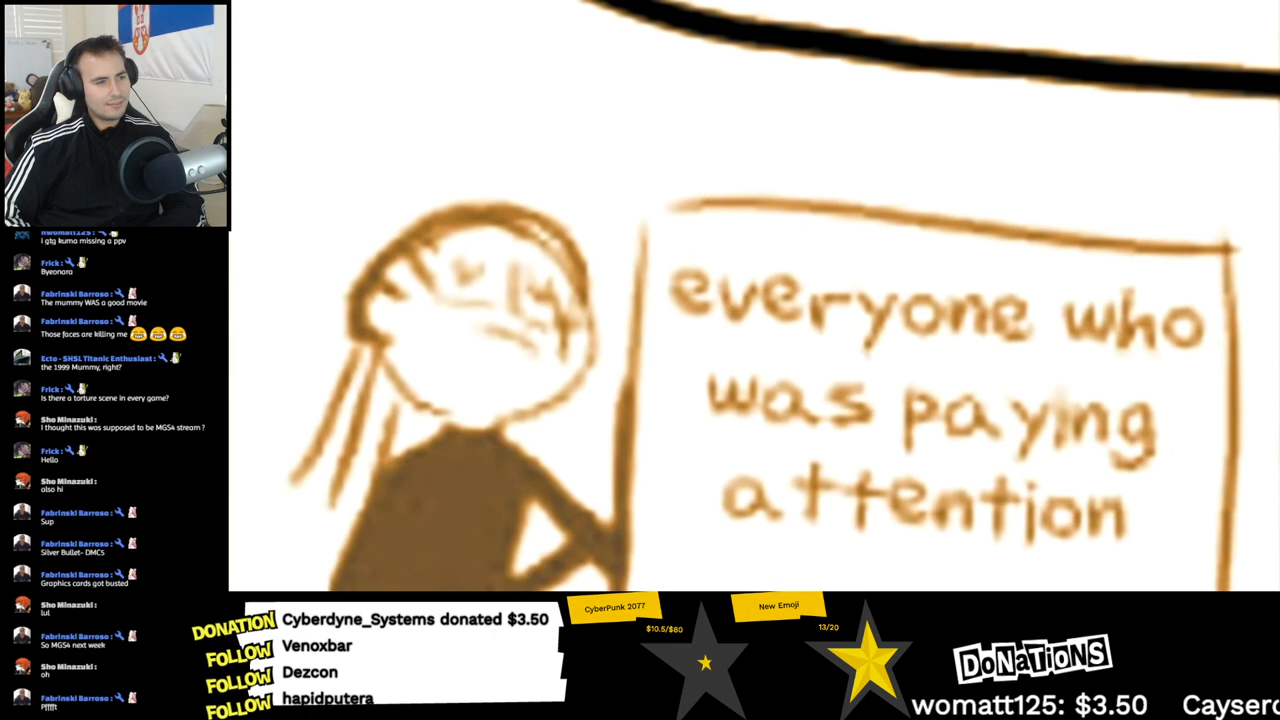 everyone who
was paying
attention
nwomatt125 :
i gtg kuma missing a ppv
Frick :
Byeonara
Fabrinski Barroso :
The mummy WAS a good movie
Fabrinski Barroso :
Those faces are killing me 😂😂😂
Ecto - SHSL Titanic Enthusiast :
the 1999 Mummy, right?
Frick :
Is there a torture scene in every game?
Sho Minazuki :
I thought this was supposed to be MGS4 stream ?
Frick :
Hello
Sho Minazuki :
also hi
Fabrinski Barroso :
Sup
Fabrinski Barroso :
Silver Bullet- DMC5
Fabrinski Barroso :
Graphics cards got busted
Sho Minazuki :
lul
Fabrinski Barroso :
So MGS4 next week
Sho Minazuki :
oh
Fabrinski Barroso :
Pffffft
DONATION Cyberdyne_Systems donated $3.50
FOLLOW Venoxbar
FOLLOW Dezcon
FOLLOW hapidputera
CyberPunk 2077
$10.5/$80
New Emoji
13/20
DoNaTioNS
womatt125: $3.50 Caysero